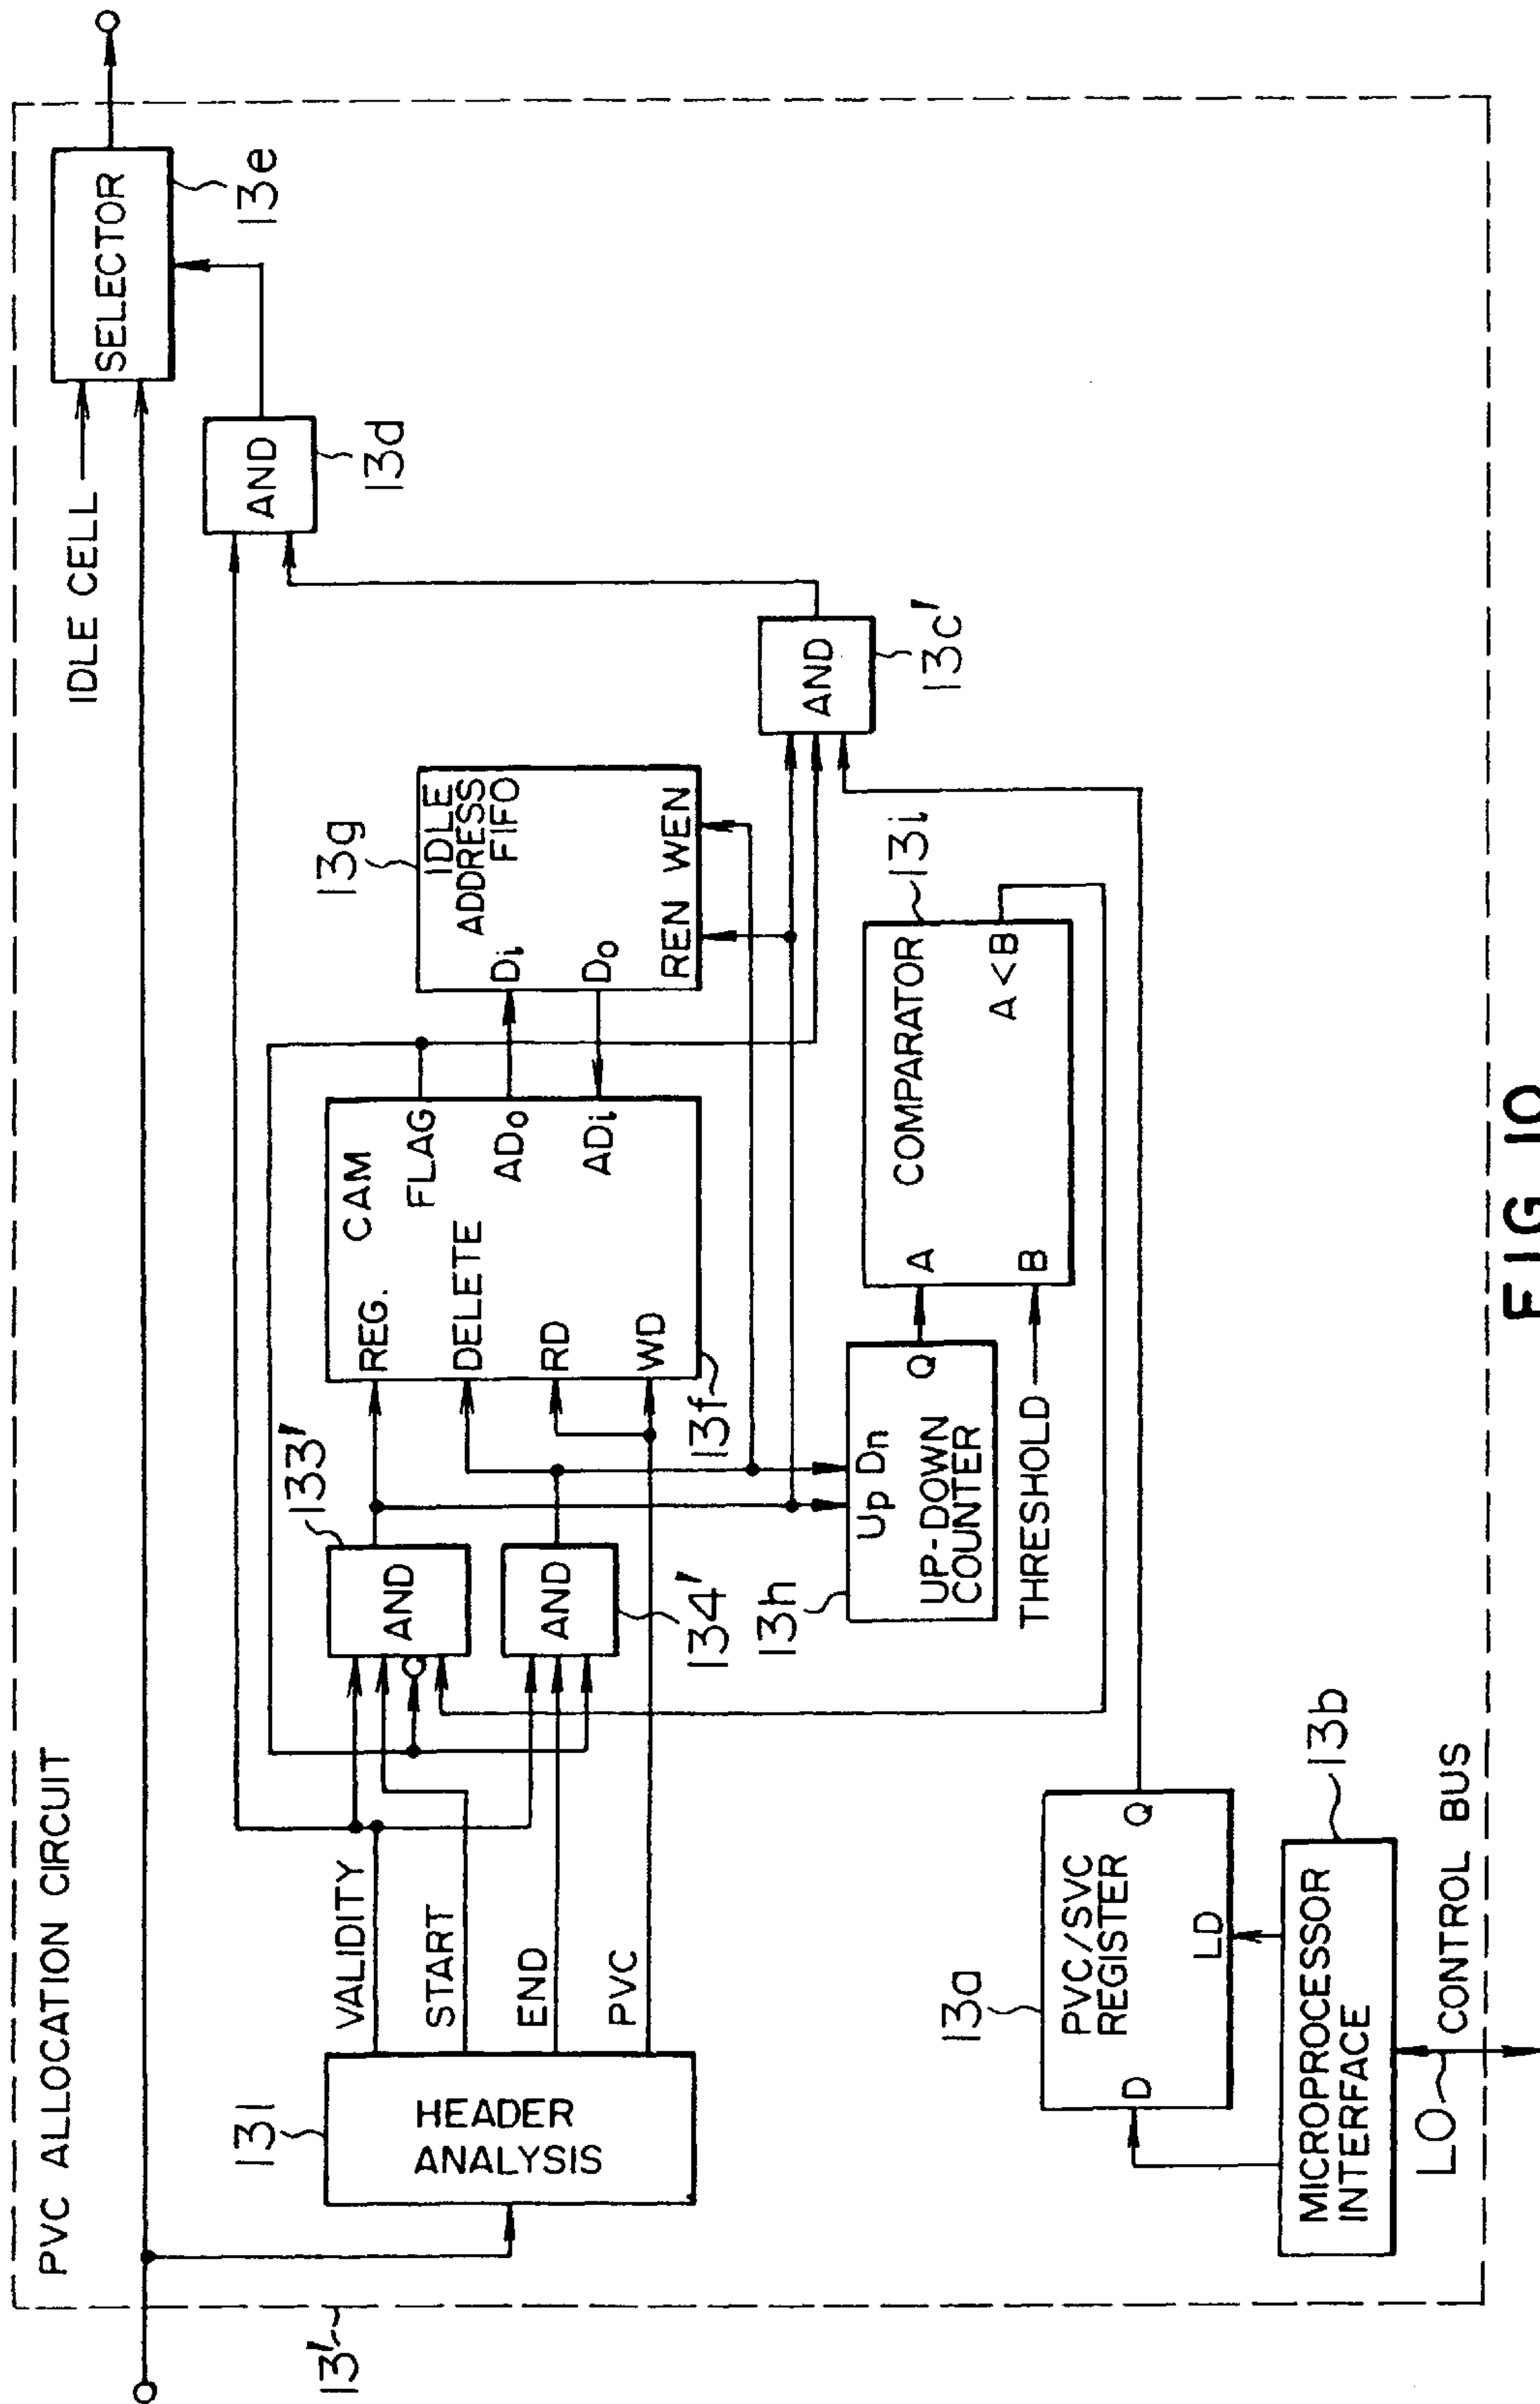 PVC ALLOCATION CIRCUIT
13'
IDLE CELL
SELECTOR
13e
AND
13d
131
HEADER
ANALYSIS
VALIDITY
START
END
PVC
133'
AND
AND
134'
REG.
CAM
FLAG
DELETE
ADo
RD
ADi
WD
13f
13g
IDLE
ADDRESS
FIFO
Di
Do
REN WEN
AND
13c'
13h
Up Dn
Q
UP-DOWN
COUNTER
THRESHOLD
A
COMPARATOR
13i
B
A<B
13a
D
PVC/SVC
REGISTER
Q
LD
MICROPROCESSOR
INTERFACE
13b
LO
CONTROL BUS
FIG 10